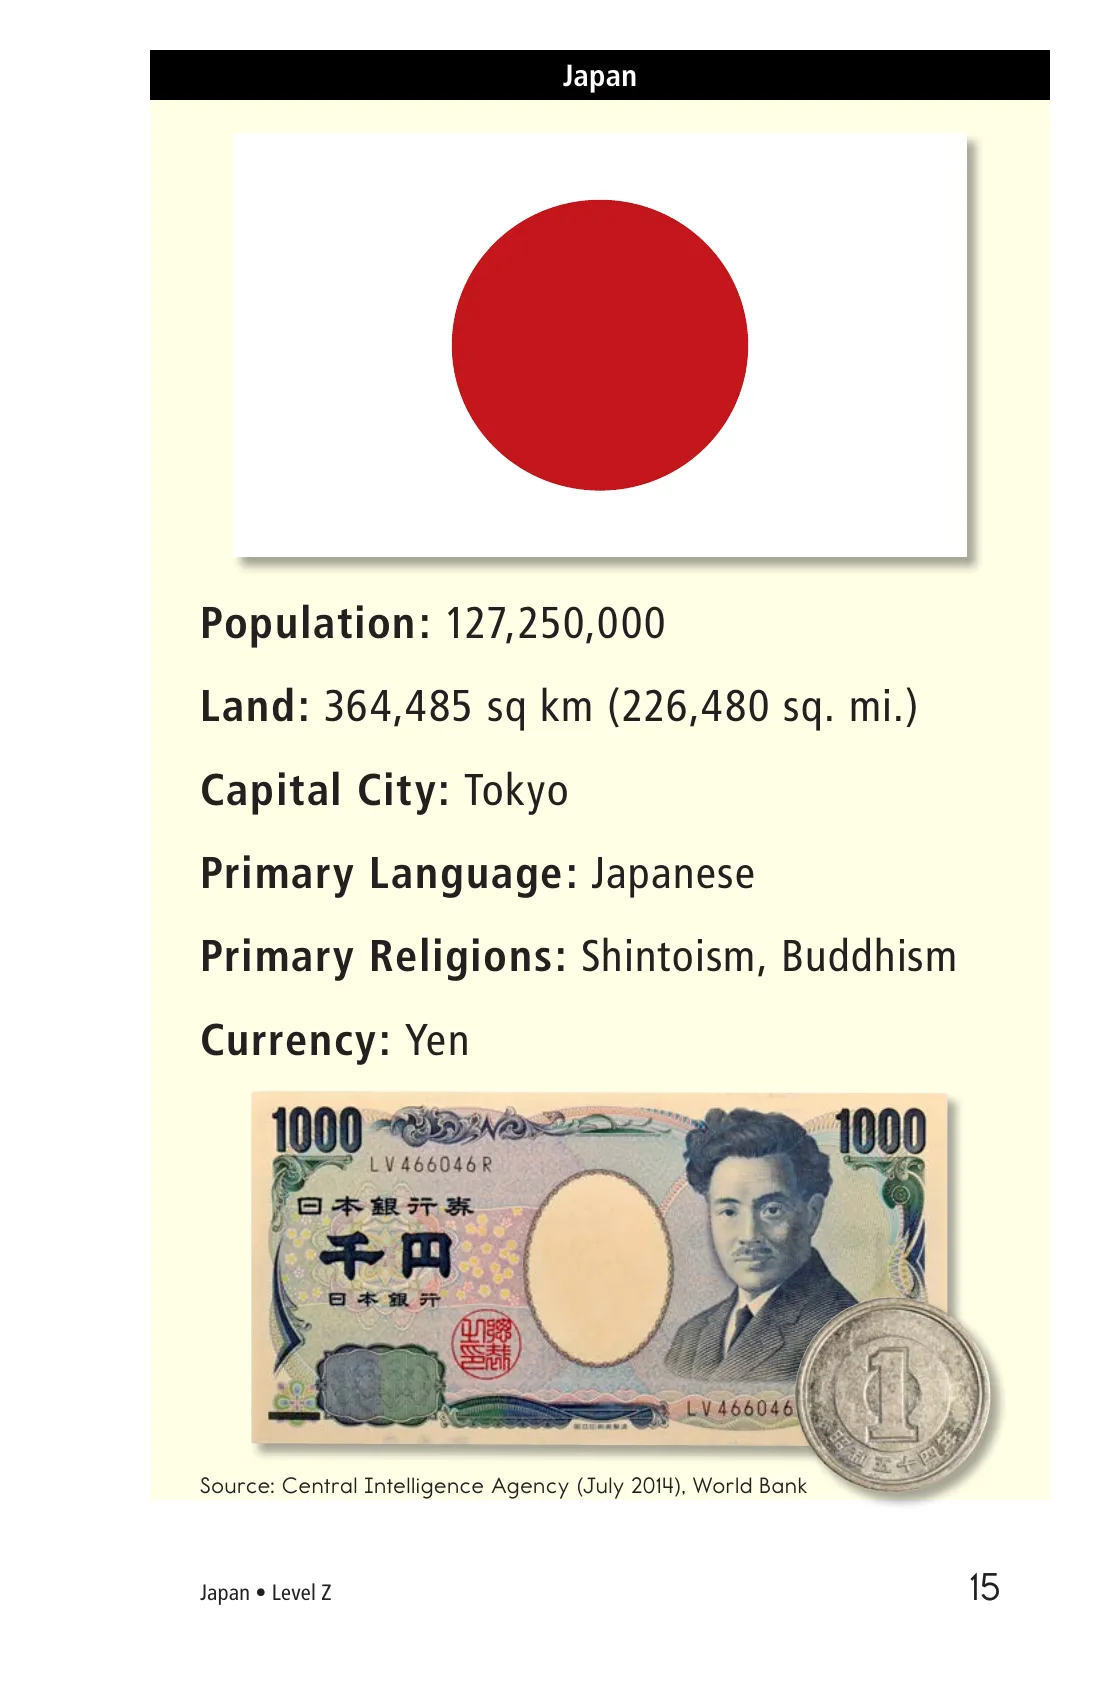 Japan
Population: 127,250,000
Land: 364,485 sq km (226,480 sq. mi.)
Capital City: Tokyo
Primary Language: Japanese
Primary Religions: Shintoism, Buddhism
Currency: Yen
1000 1000
LV466046R
日本銀行券
千円
日本銀行
LV466046
1
Source: Central Intelligence Agency (July 2014), World Bank
Japan • Level Z 15